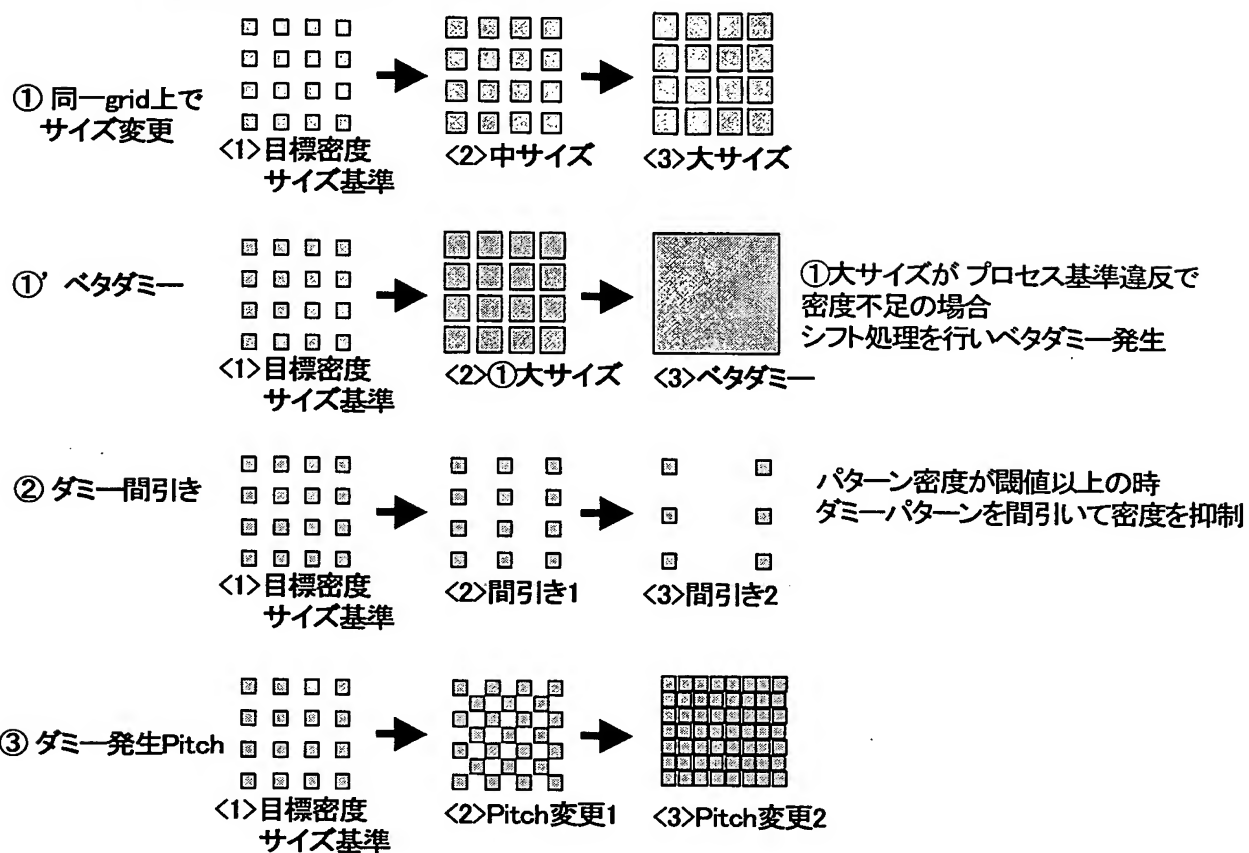 ① 同一grid上で
サイズ変更
<1>目標密度
サイズ基準
<2>中サイズ
<3>大サイズ
①' ベタダミー
<1>目標密度
サイズ基準
<2>①大サイズ
<3>ベタダミー
①大サイズが プロセス基準違反で
密度不足の場合
シフト処理を行いベタダミー発生
② ダミー間引き
<1>目標密度
サイズ基準
<2>間引き1
<3>間引き2
パターン密度が閾値以上の時
ダミーパターンを間引いて密度を抑制
③ ダミー発生Pitch
<1>目標密度
サイズ基準
<2>Pitch変更1
<3>Pitch変更2